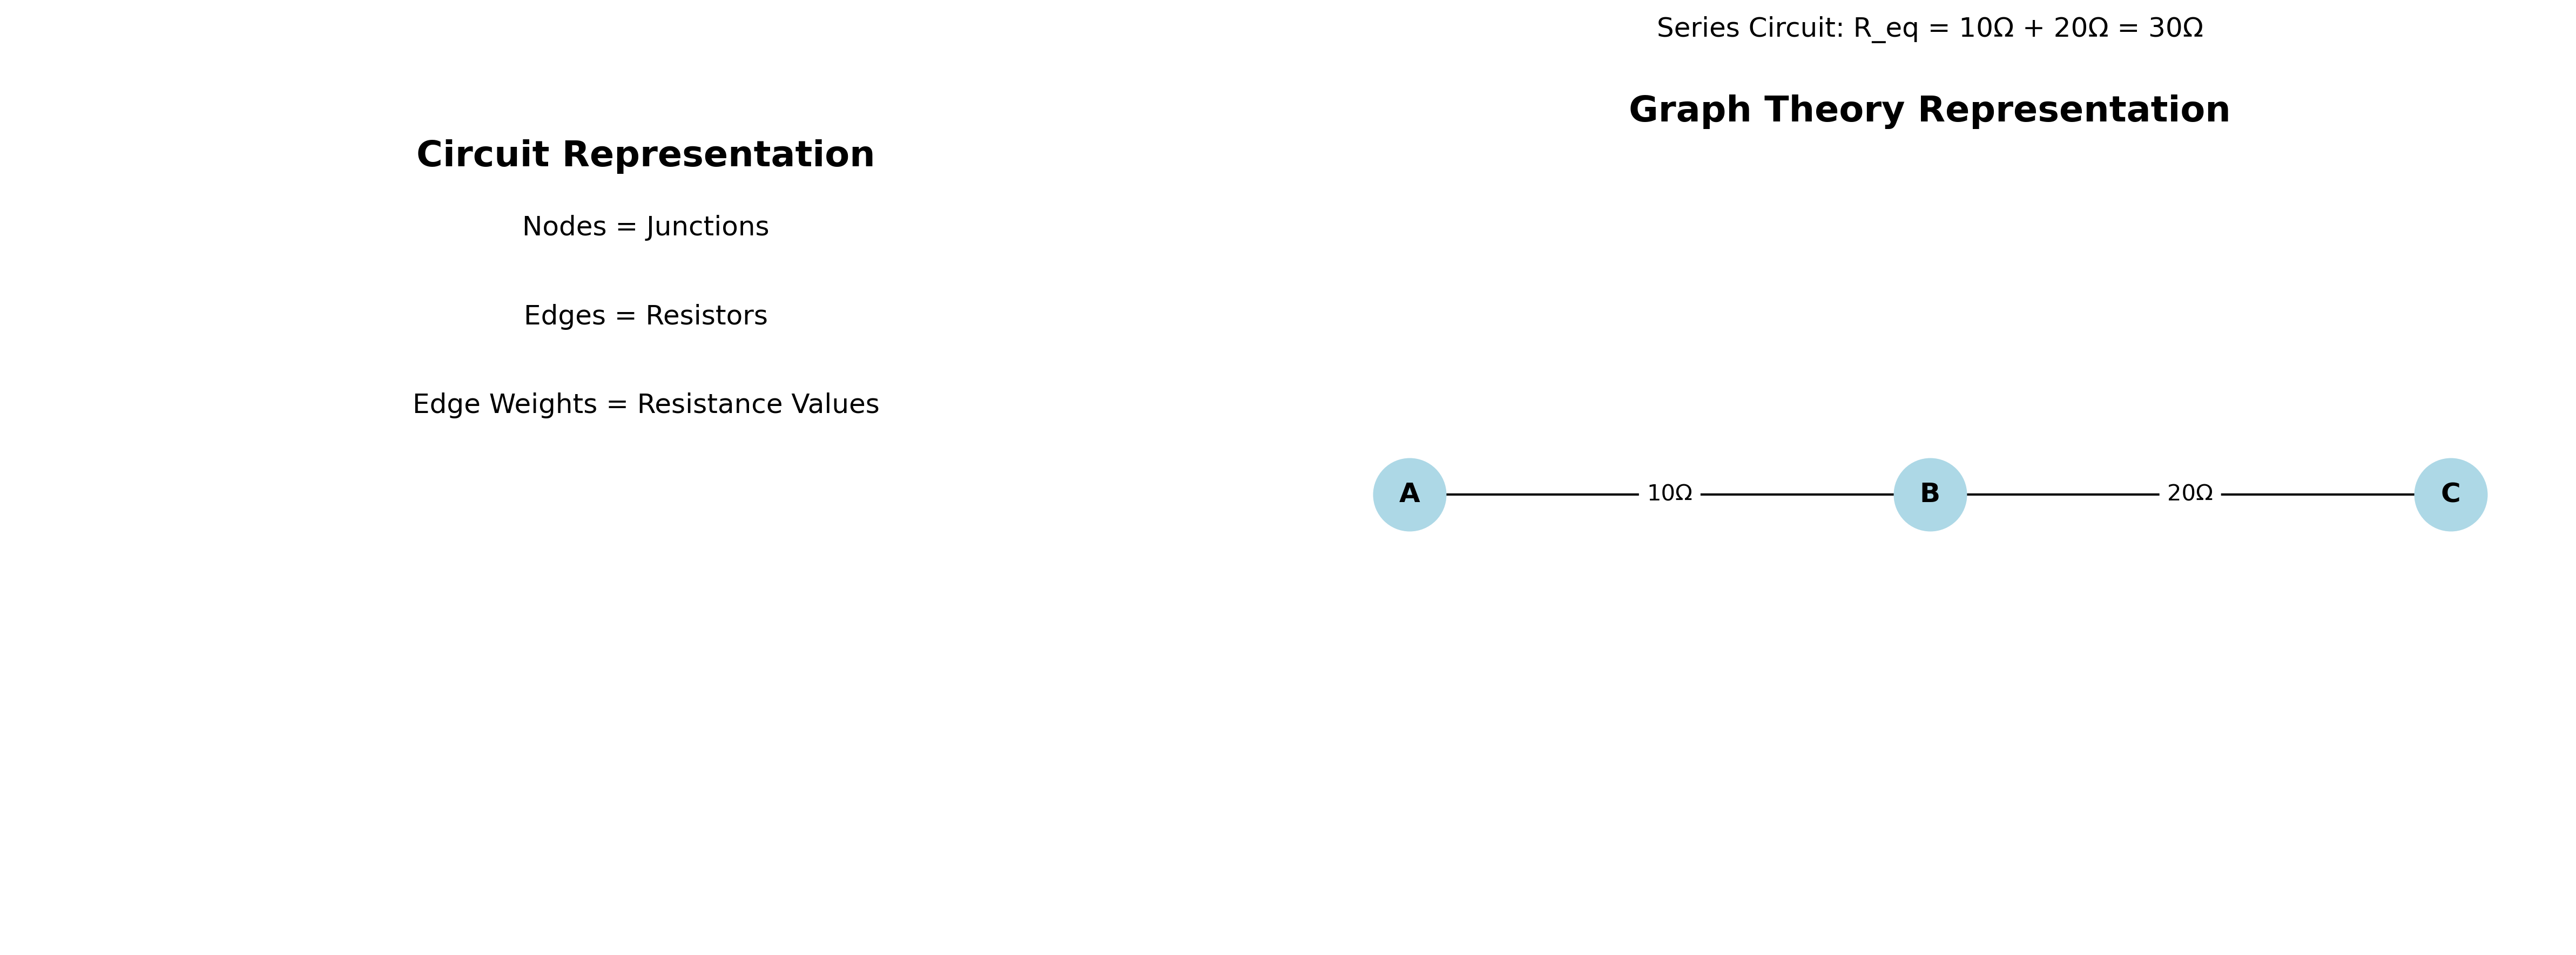 Circuit Representation
Nodes = Junctions
Edges = Resistors
Edge Weights = Resistance Values
Series Circuit: R_eq = 10Ω + 20Ω = 30Ω
Graph Theory Representation
A 10Ω B 20Ω C